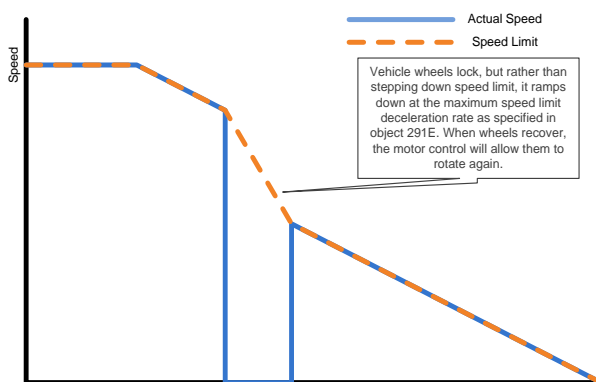 Actual Speed
Speed Limit
Speed
Vehicle wheels lock, but rather than
stepping down speed limit, it ramps
down at the maximum speed limit
deceleration rate as specified in
object 291E. When wheels recover,
the motor control will allow them to
rotate again.